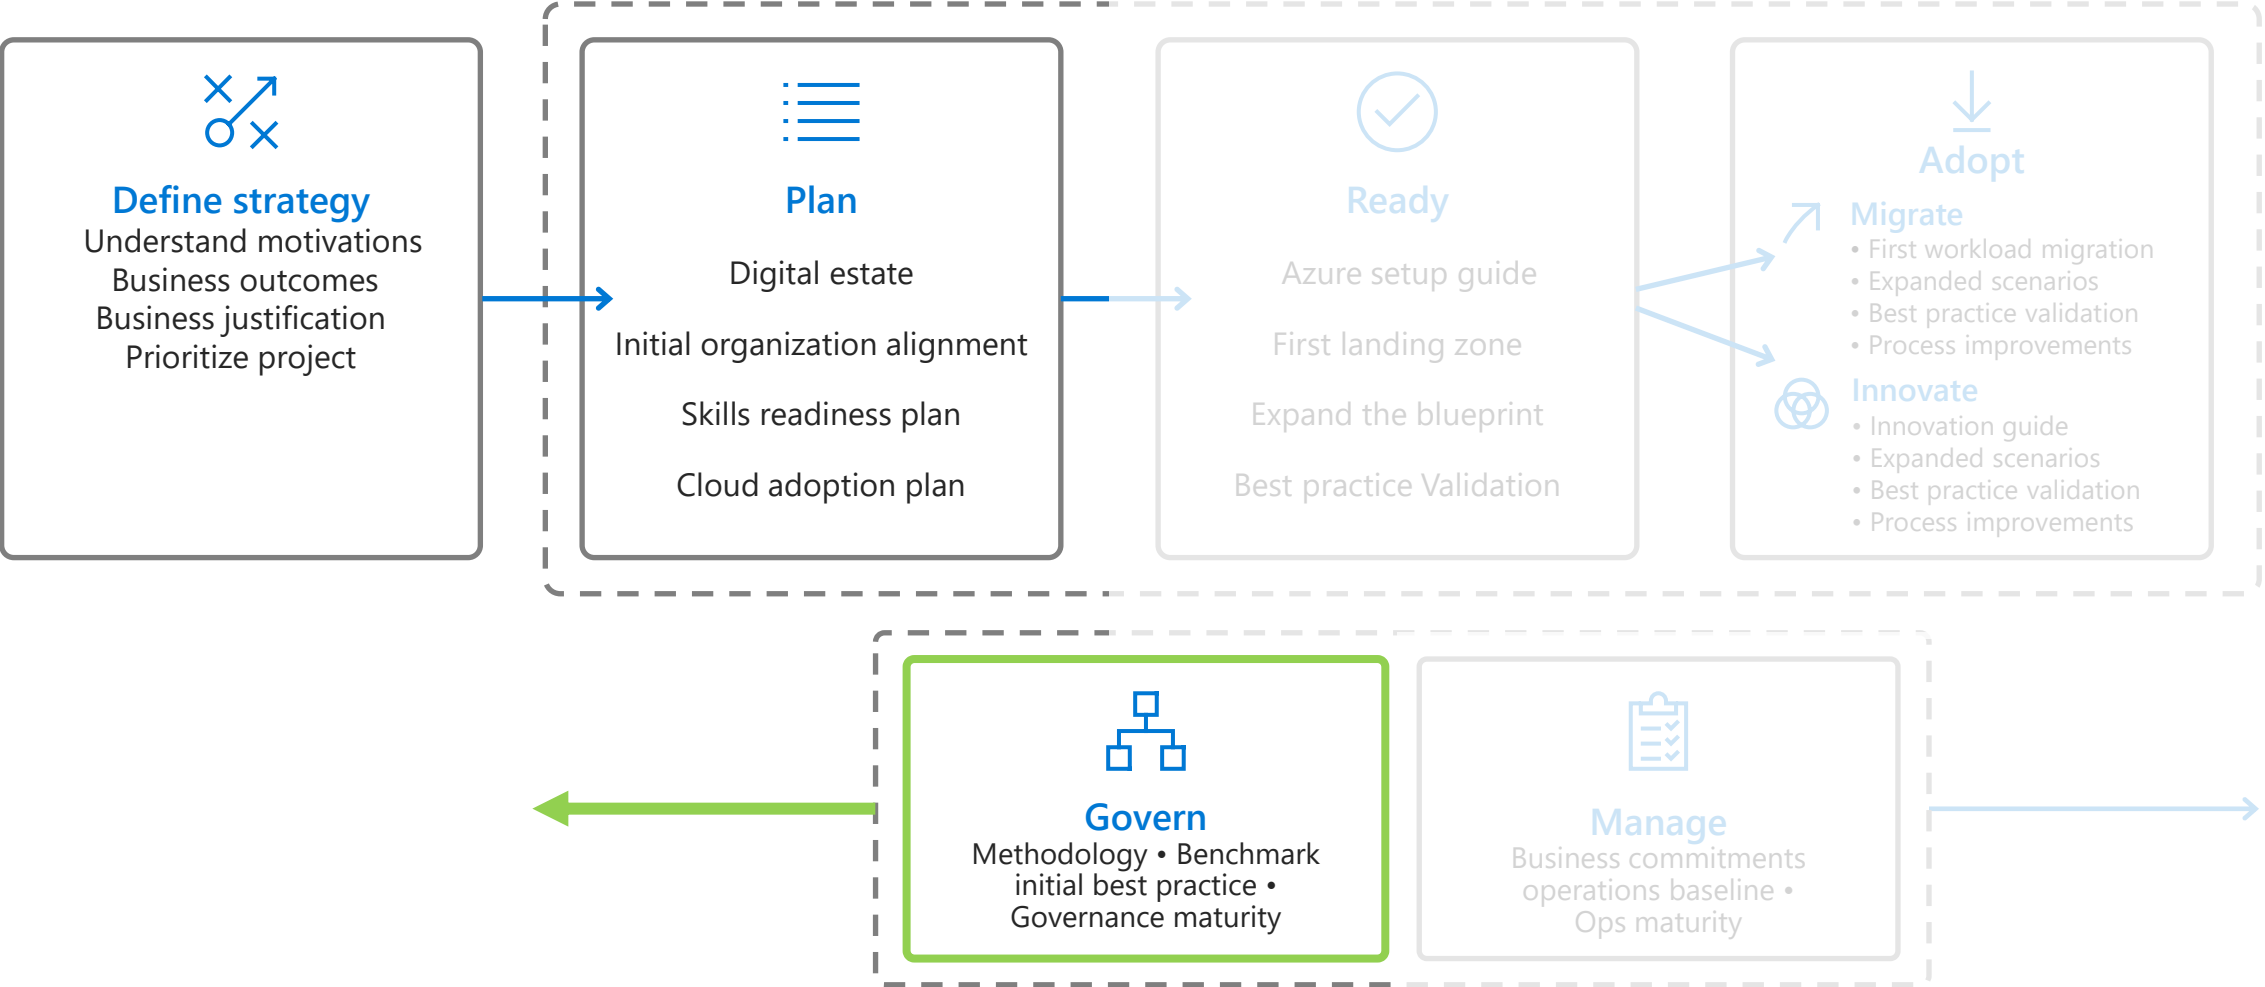 Define strategy
Understand motivations
Business outcomes
Business justification
Prioritize project
Plan
Digital estate
Initial organization alignment
Skills readiness plan
Cloud adoption plan
Ready
Azure setup guide
First landing zone
Expand the blueprint
Best practice Validation
Adopt
Migrate
• First workload migration
• Expanded scenarios
• Best practice validation
• Process improvements
Innovate
• Innovation guide
• Expanded scenarios
• Best practice validation
• Process improvements
Govern
Methodology • Benchmark
initial best practice •
Governance maturity
Manage
Business commitments
operations baseline •
Ops maturity